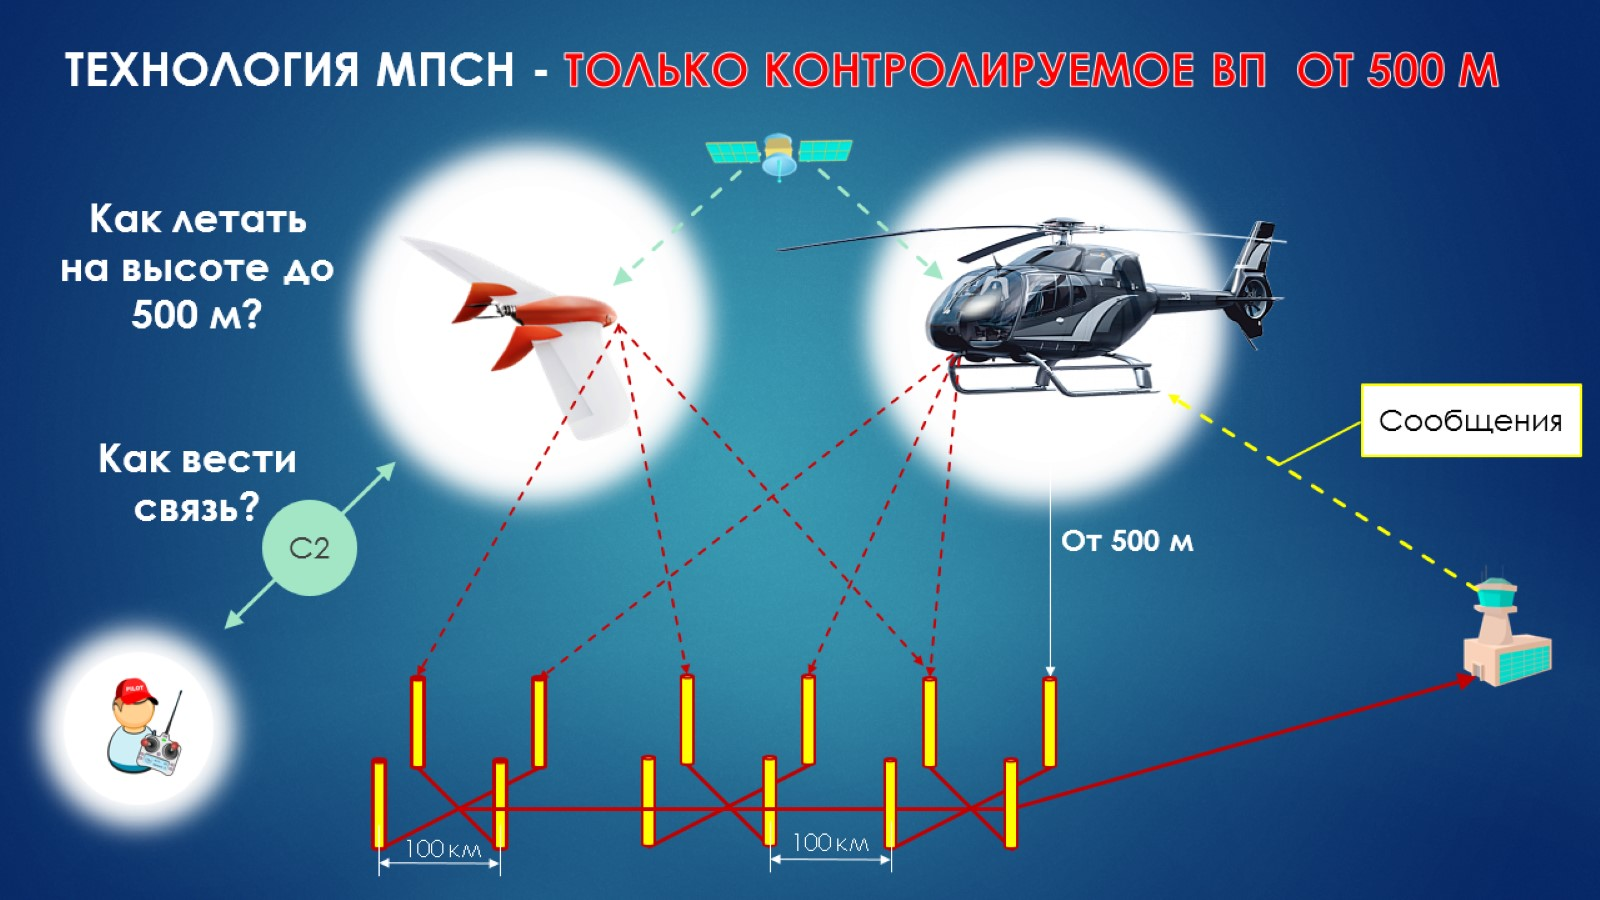 ТЕХНОЛОГИЯ МПСН - ТОЛЬКО КОНТРОЛИРУЕМОЕ ВП ОТ 500 М
Как летать
на высоте до
500 м?
Как вести
связь?
С2
Сообщения
От 500 м
PILOT
100 км
100 км